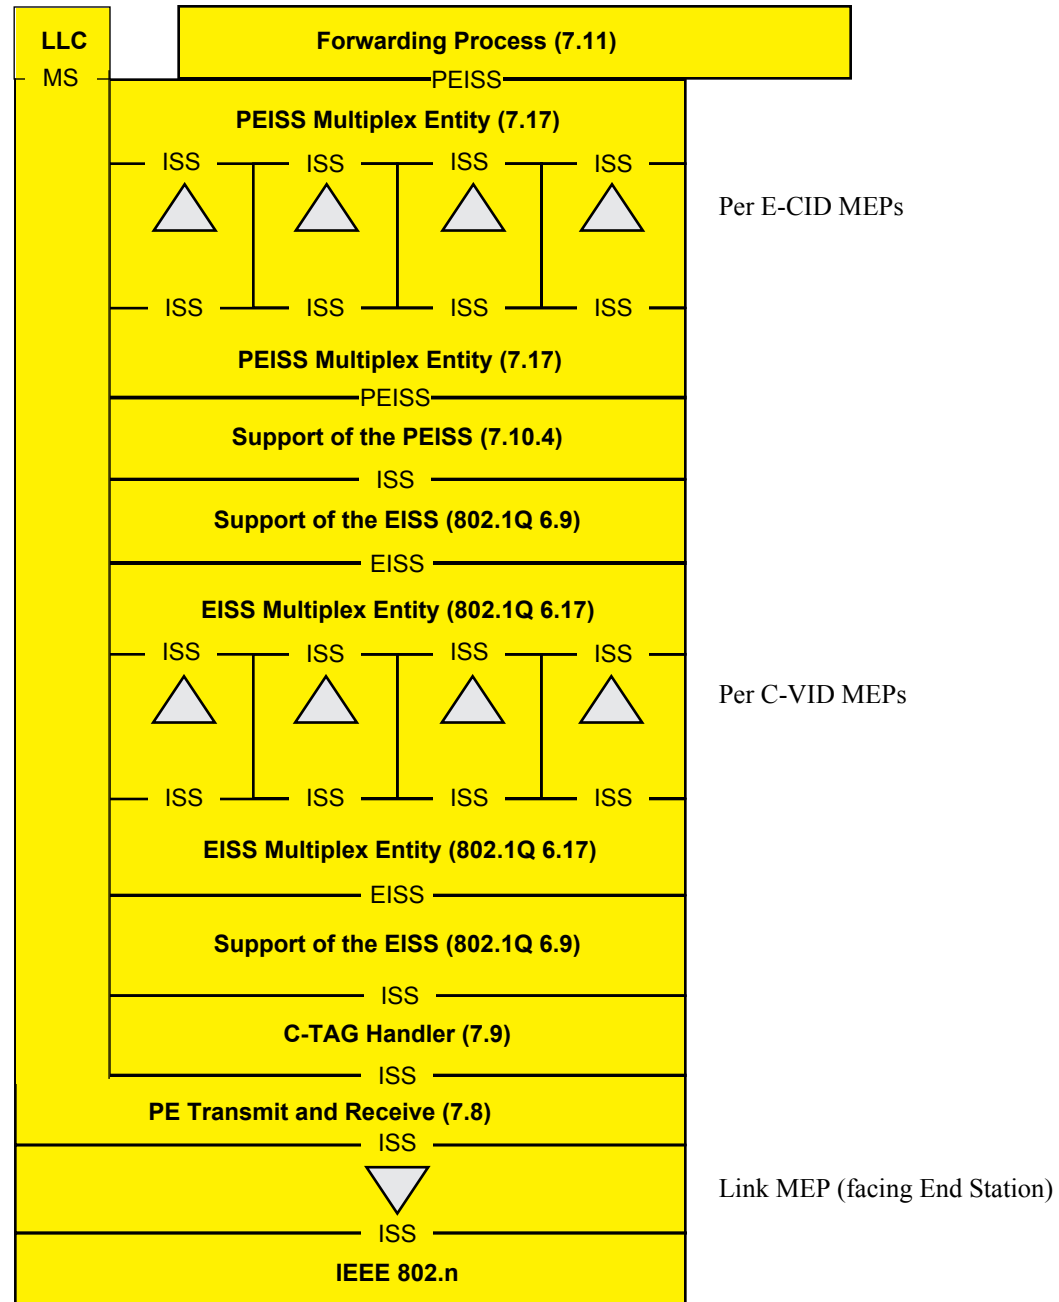 LLC
Forwarding Process (7.11)
MS
PEISS
PEISS Multiplex Entity (7.17)
ISS ISS ISS ISS
Per E-CID MEPs
ISS ISS ISS ISS
PEISS Multiplex Entity (7.17)
PEISS
Support of the PEISS (7.10.4)
ISS
Support of the EISS (802.1Q 6.9)
EISS
EISS Multiplex Entity (802.1Q 6.17)
ISS ISS ISS ISS
Per C-VID MEPs
ISS ISS ISS ISS
EISS Multiplex Entity (802.1Q 6.17)
EISS
Support of the EISS (802.1Q 6.9)
ISS
C-TAG Handler (7.9)
ISS
PE Transmit and Receive (7.8)
ISS
Link MEP (facing End Station)
ISS
IEEE 802.n